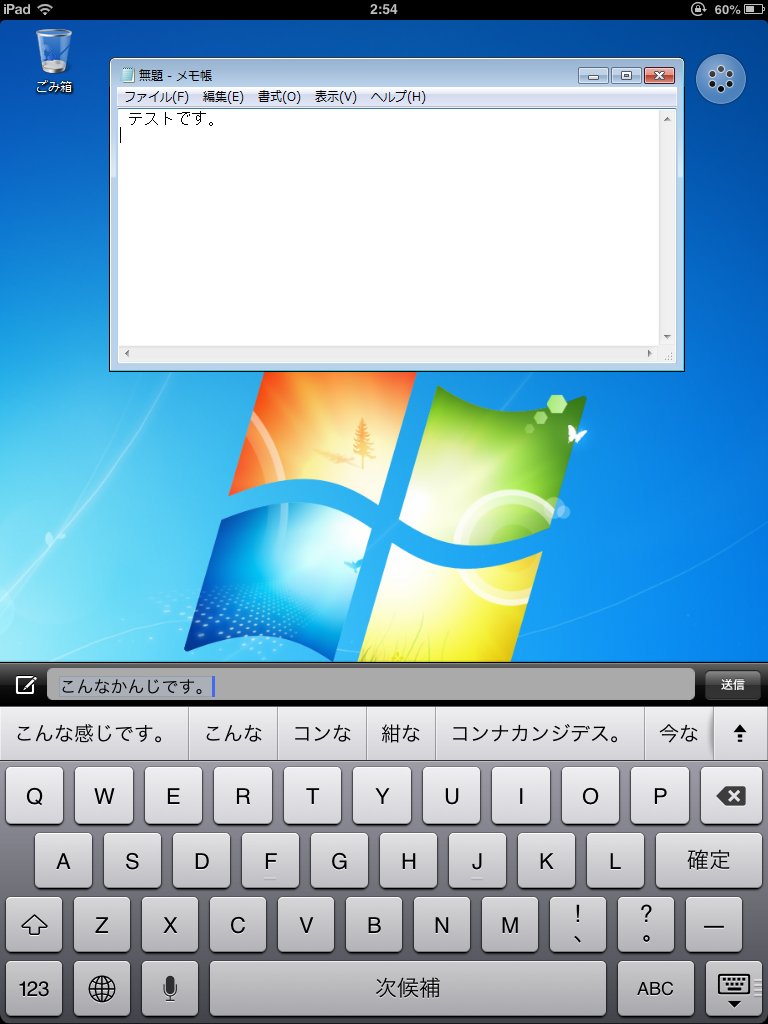 iPad 2:54 60%
ごみ箱
無題 - メモ帳
ファイル(F) 編集(E) 書式(O) 表示(V) ヘルプ(H)
テストです。
こんなかんじです。 送信
こんな感じです。 こんな コンな 紺な コンナカンジデス。 今な
Q W E R T Y U I O P
A S D F G H J K L 確定
Z X C V B N M ! 、 ? 。 ー
123 次候補 ABC